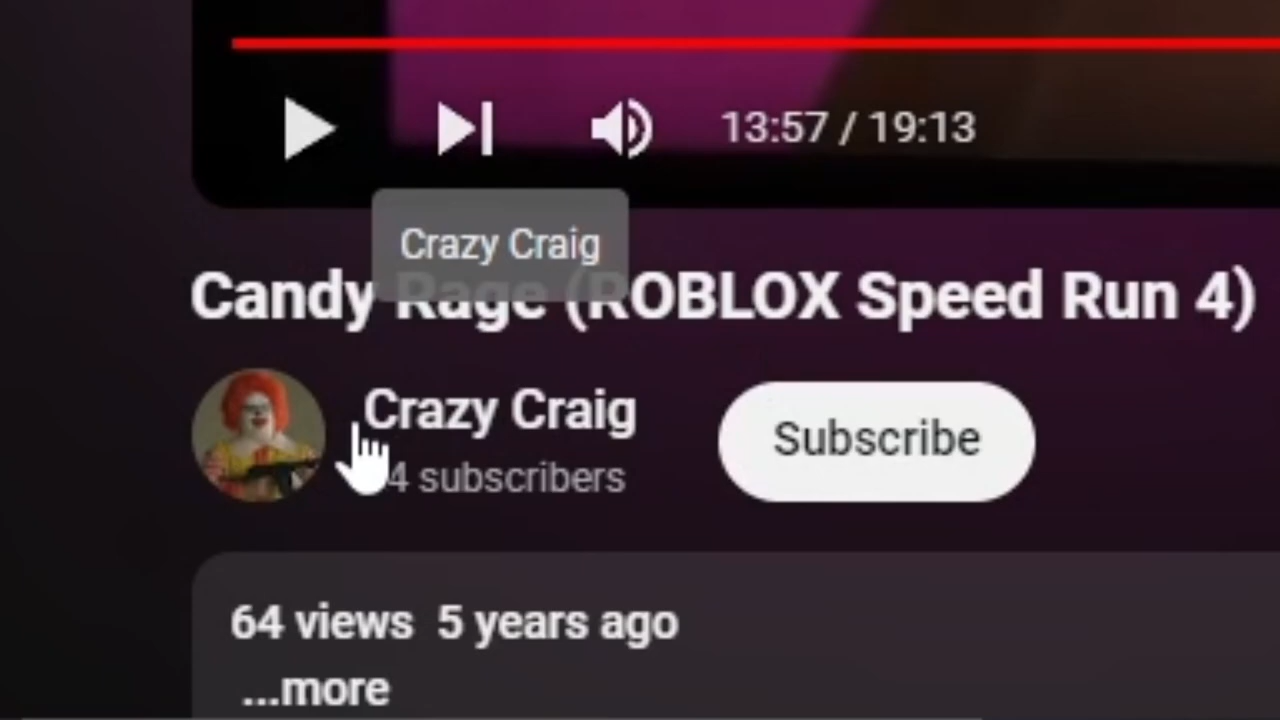 13:57 / 19:13
Crazy Craig
Candy Rage (ROBLOX Speed Run 4)
Crazy Craig
Subscribe
4 subscribers
64 views 5 years ago
...more